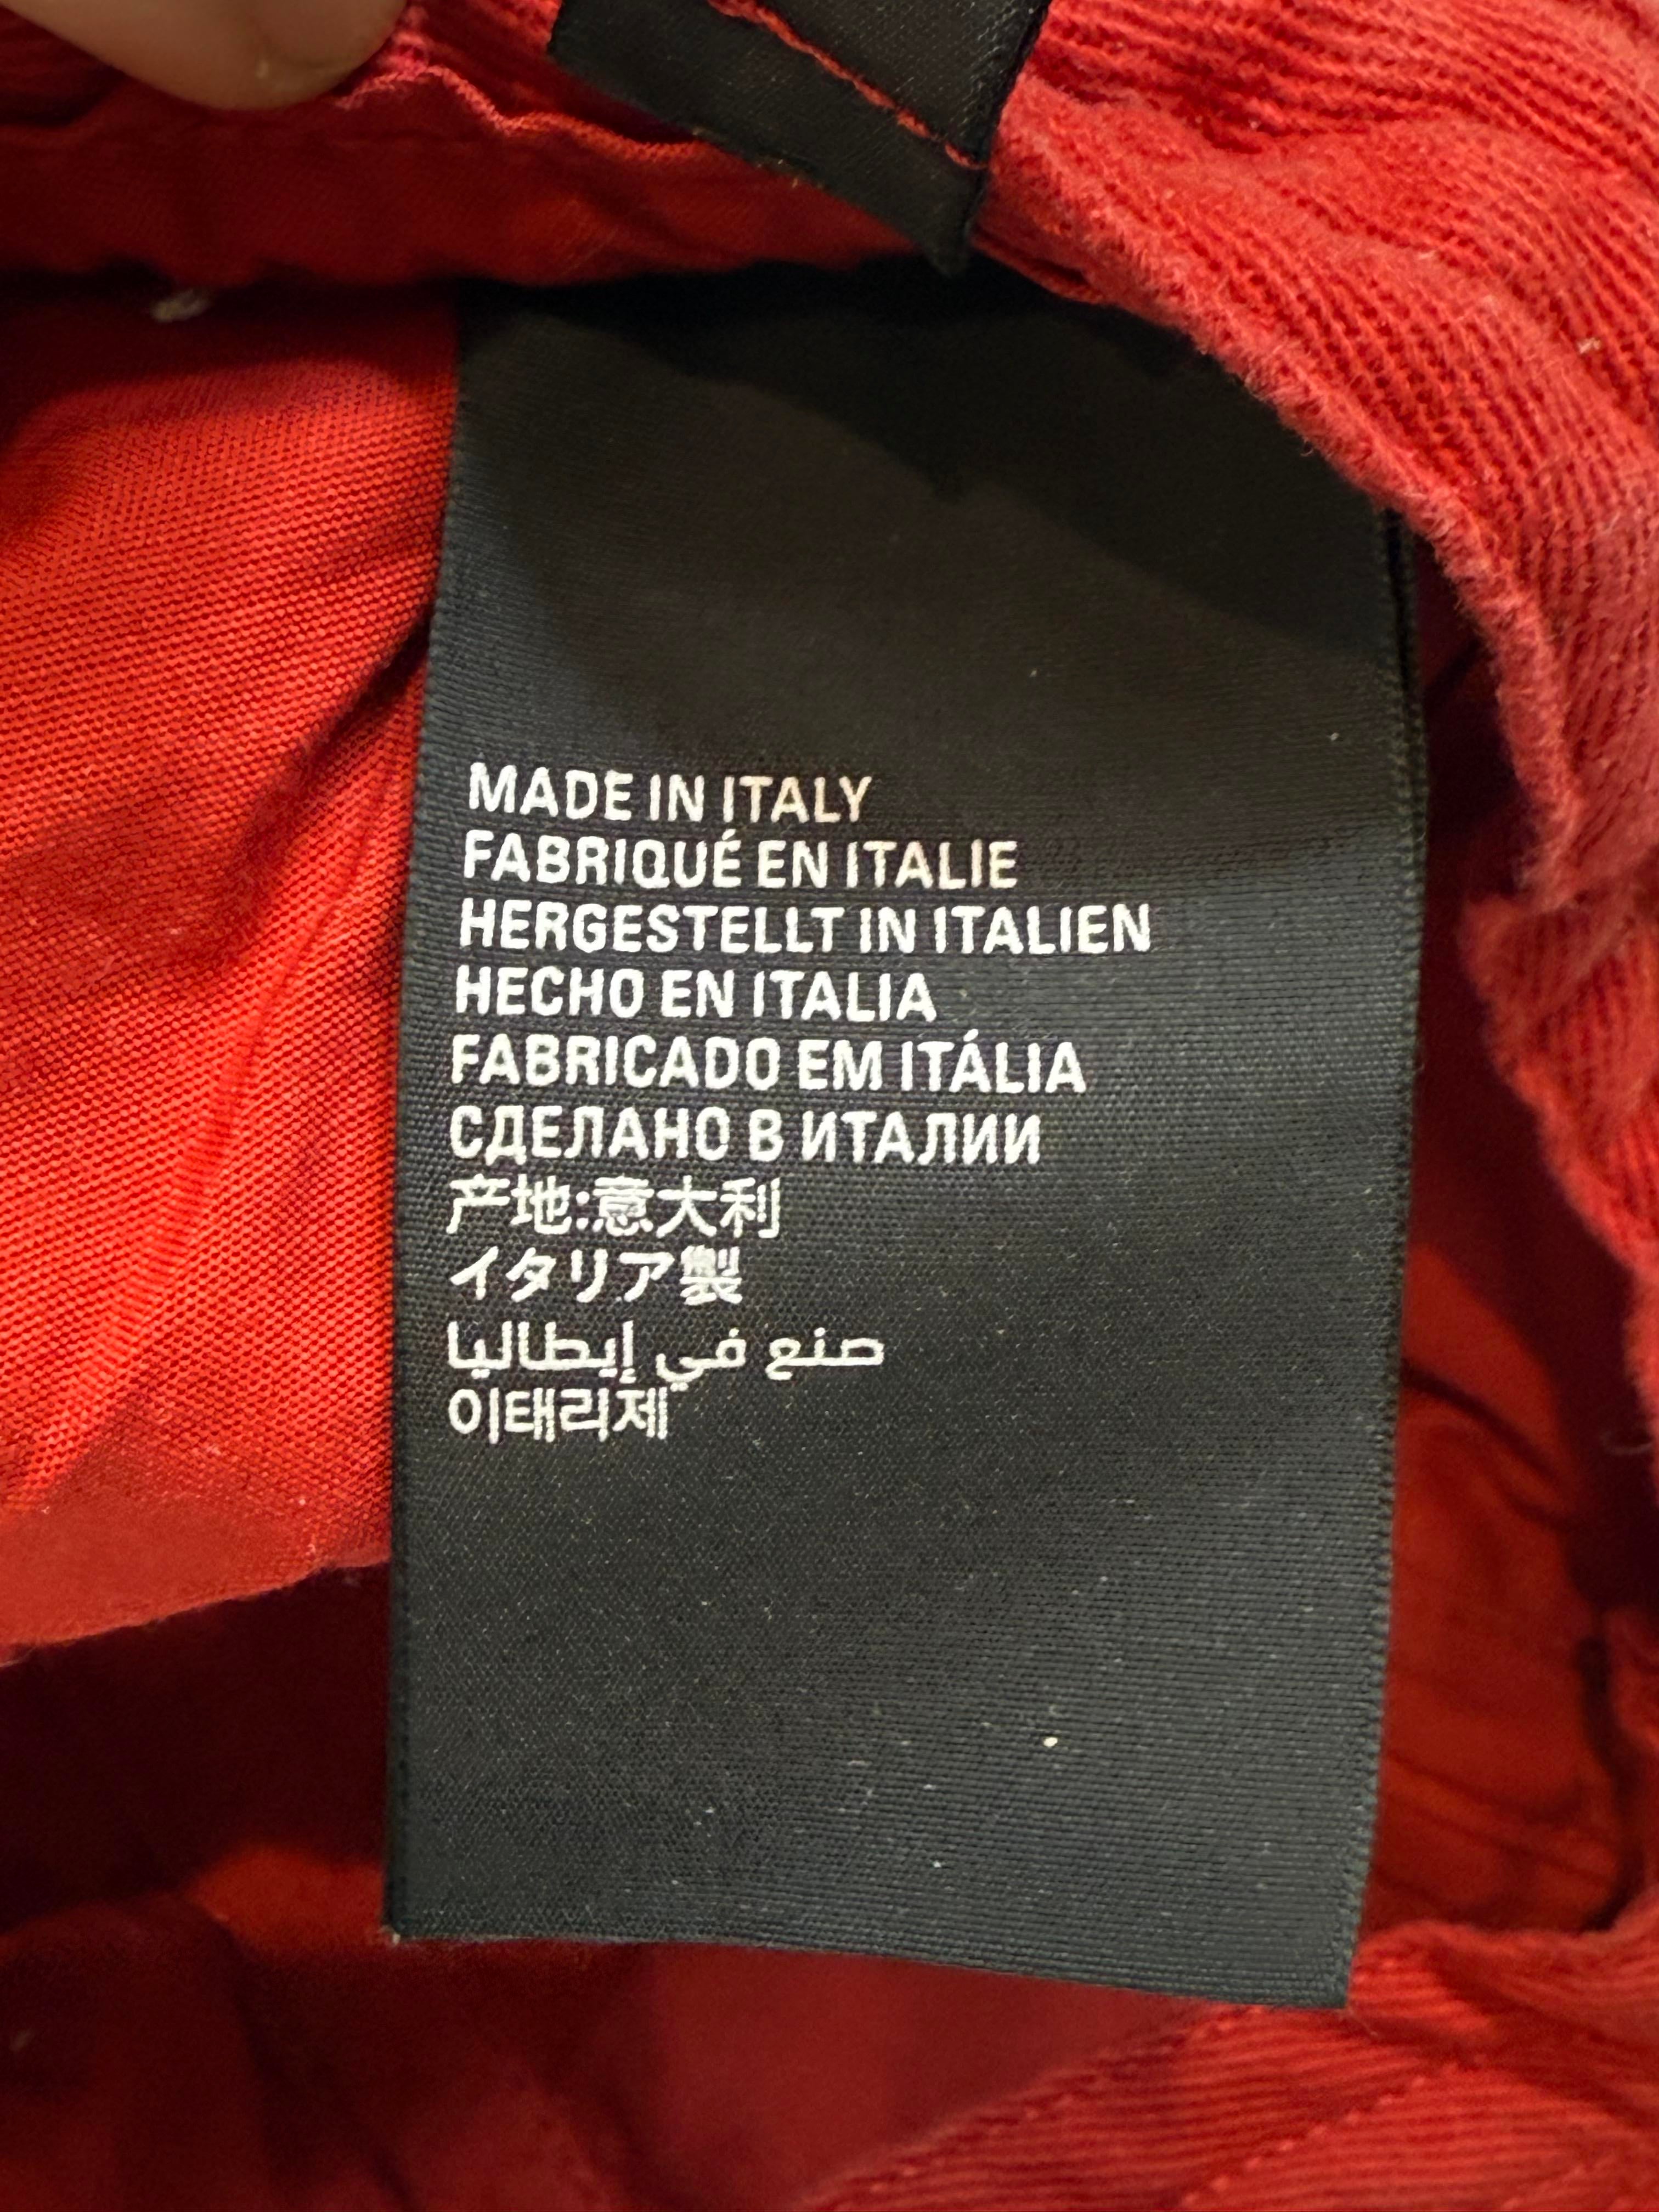 MADE IN ITALY
FABRIQUÉ EN ITALIE
HERGESTELLT IN ITALIEN
HECHO EN ITALIA
FABRICADO EM ITÁLIA
СДЕЛАНО В ИТАЛИИ
产地:意大利
イタリア製
صنع في إيطاليا
이태리제